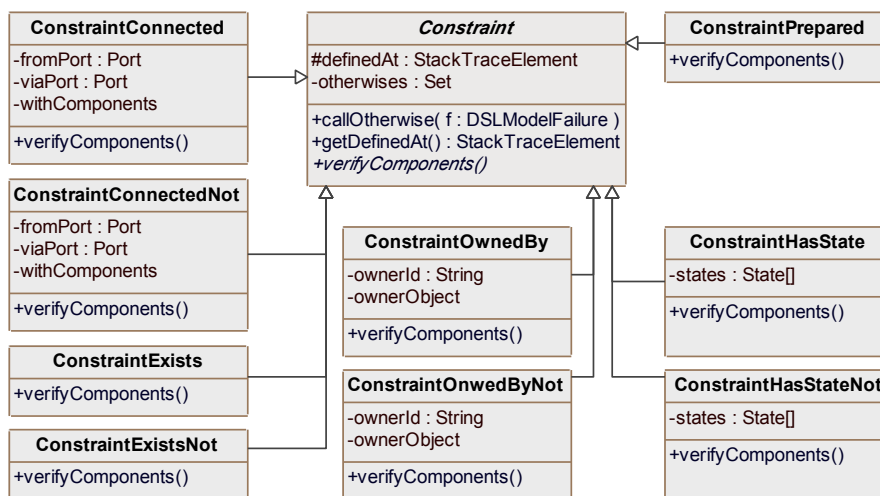 ConstraintConnected
-fromPort : Port
-viaPort : Port
-withComponents
+verifyComponents()
Constraint
#definedAt : StackTraceElement
-otherwises : Set
+callOtherwise( f : DSLModelFailure )
+getDefinedAt() : StackTraceElement
+verifyComponents()
ConstraintPrepared
+verifyComponents()
ConstraintConnectedNot
-fromPort : Port
-viaPort : Port
-withComponents
+verifyComponents()
ConstraintOwnedBy
-ownerId : String
-ownerObject
+verifyComponents()
ConstraintHasState
-states : State[]
+verifyComponents()
ConstraintExists
+verifyComponents()
ConstraintOnwedByNot
-ownerId : String
-ownerObject
+verifyComponents()
ConstraintHasStateNot
-states : State[]
+verifyComponents()
ConstraintExistsNot
+verifyComponents()